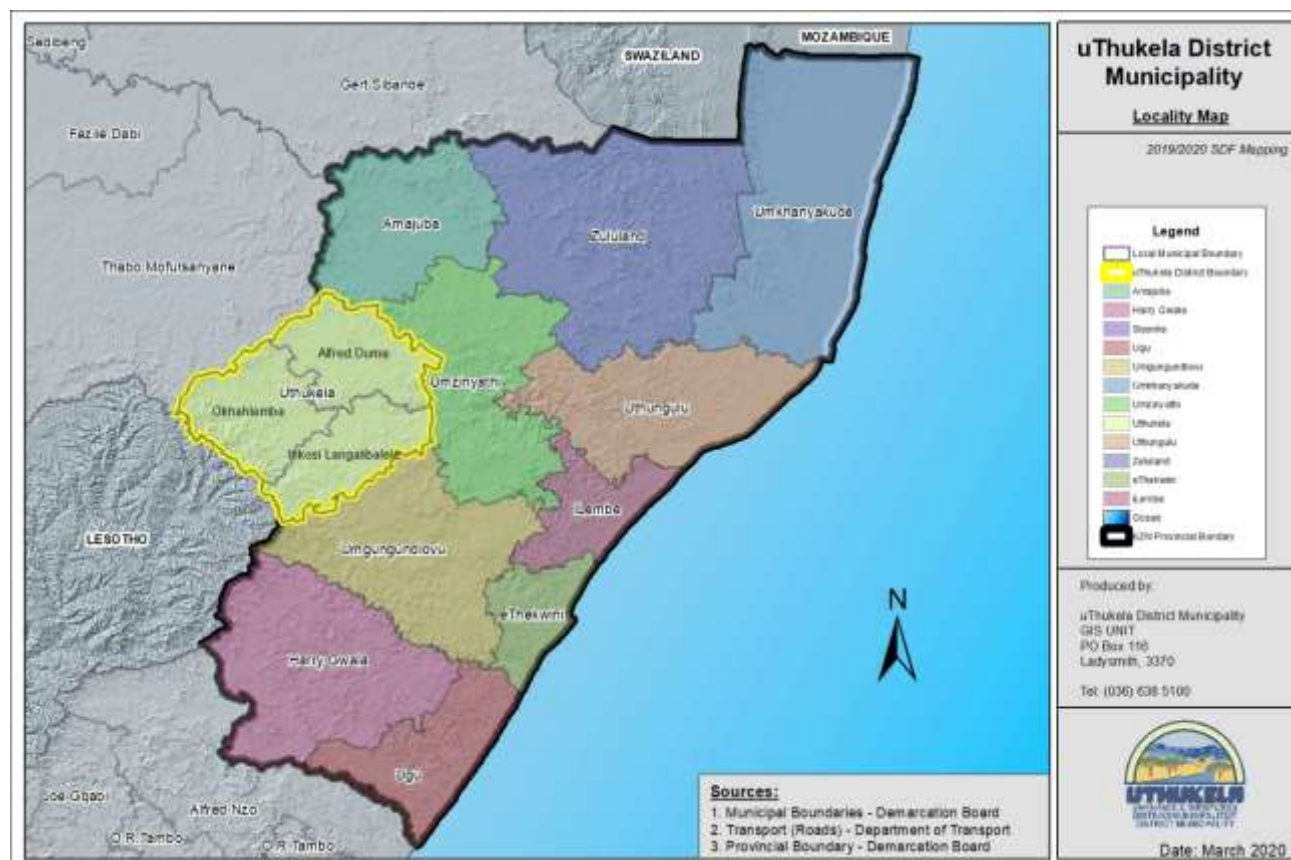 Sedibeng
Fezile Dabi
Gert Sibande
SWAZILAND
MOZAMBIQUE
Thabo Mofutsanyane
Amajuba
Zululand
Umkhanyakude
Alfred Duma
Uthukela
Okhahlamba
Inkosi Langalibalele
Umzinyathi
Uthungulu
iLembe
LESOTHO
Umgungundlovu
eThekwini
Harry Gwala
Ugu
Joe Gqabi
Alfred Nzo
O.R.Tambo
O.R.Tambo
N
Sources:
1. Municipal Boundaries - Demarcation Board
2. Transport (Roads) - Department of Transport
3. Provincial Boundary - Demarcation Board
uThukela District
Municipality
Locality Map
2019/2020 SDF Mapping
Legend
Local Municipal Boundary
uThukela District Boundary
Amajuba
Harry Gwala
Sisonke
Ugu
Umgungundlovu
Umkhanyakude
Umzinyathi
Uthukela
Uthungulu
Zululand
eThekwini
iLembe
Ocean
KZN Provincial Bondary
Produced by:
uThukela District Municipality
GIS UNIT
PO Box 116
Ladysmith, 3370
Tel: (036) 638 5100
UTHUKELA
DISTRICT MUNICIPALITY
Date: March 2020